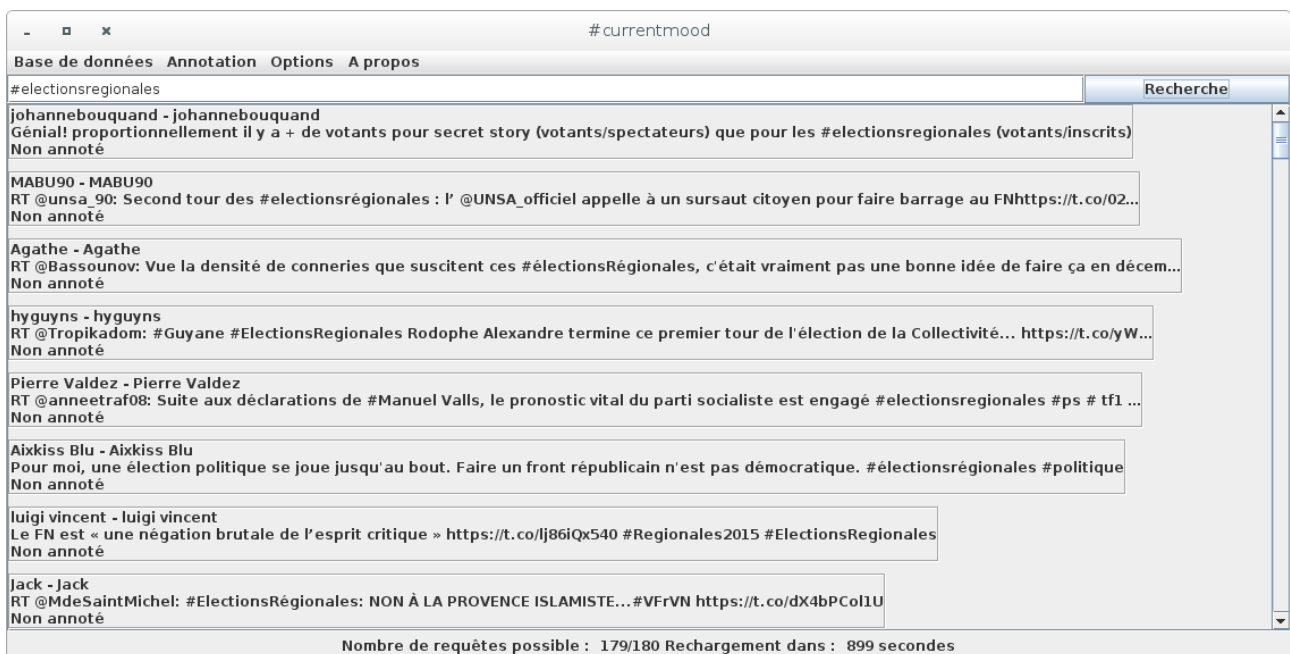 #currentmood
Base de données Annotation Options A propos
#electionsregionales Recherche
johannebouquand - johannebouquand
Génial! proportionnellement il y a + de votants pour secret story (votants/spectateurs) que pour les #electionsregionales (votants/inscrits)
Non annoté
MABU90 - MABU90
RT @unsa_90: Second tour des #electionsrégionales : l’ @UNSA_officiel appelle à un sursaut citoyen pour faire barrage au FNhttps://t.co/02...
Non annoté
Agathe - Agathe
RT @Bassounov: Vue la densité de conneries que suscitent ces #électionsRégionales, c'était vraiment pas une bonne idée de faire ça en décem...
Non annoté
hyguyns - hyguyns
RT @Tropikadom: #Guyane #ElectionsRegionales Rodophe Alexandre termine ce premier tour de l'élection de la Collectivité... https://t.co/yW...
Non annoté
Pierre Valdez - Pierre Valdez
RT @anneetraf08: Suite aux déclarations de #Manuel Valls, le pronostic vital du parti socialiste est engagé #electionsregionales #ps # tf1 ...
Non annoté
Aixkiss Blu - Aixkiss Blu
Pour moi, une élection politique se joue jusqu'au bout. Faire un front républicain n'est pas démocratique. #électionsrégionales #politique
Non annoté
luigi vincent - luigi vincent
Le FN est « une négation brutale de l’esprit critique » https://t.co/lj86iQx540 #Regionales2015 #ElectionsRegionales
Non annoté
Jack - Jack
RT @MdeSaintMichel: #ElectionsRégionales: NON À LA PROVENCE ISLAMISTE...#VFrVN https://t.co/dX4bPCol1U
Non annoté
Nombre de requêtes possible : 179/180 Rechargement dans : 899 secondes